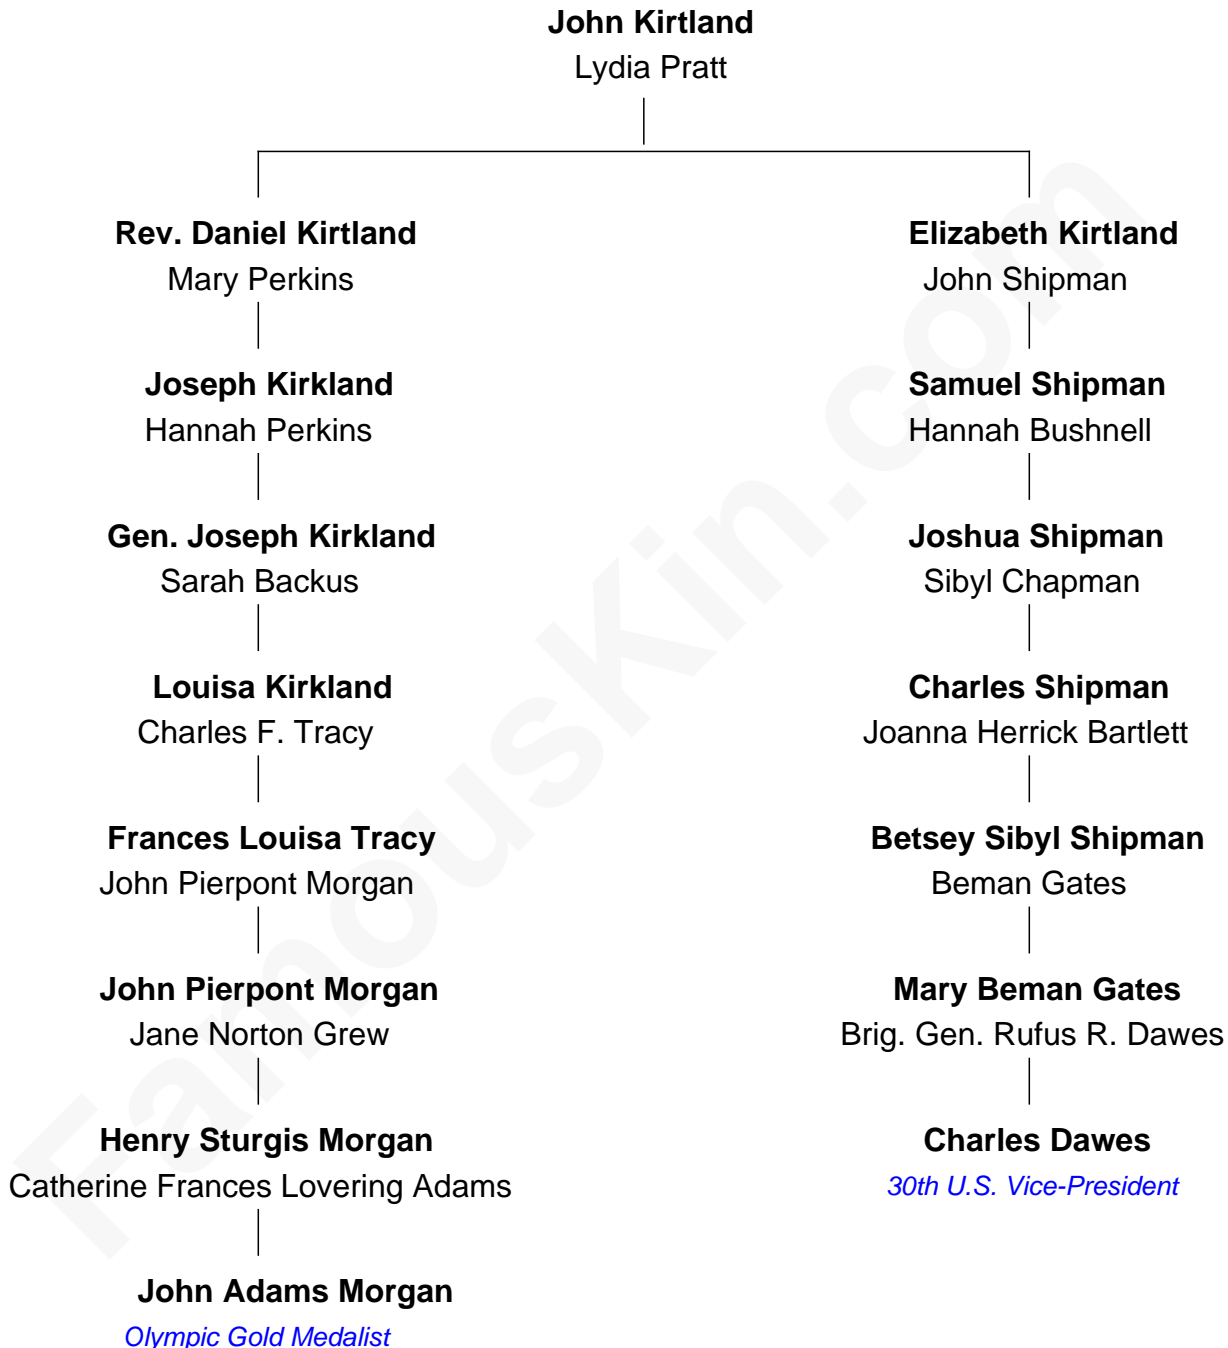 John Kirtland
Lydia Pratt
Rev. Daniel Kirtland
Mary Perkins
Elizabeth Kirtland
John Shipman
Joseph Kirkland
Hannah Perkins
Samuel Shipman
Hannah Bushnell
Gen. Joseph Kirkland
Sarah Backus
Joshua Shipman
Sibyl Chapman
Louisa Kirkland
Charles F. Tracy
Charles Shipman
Joanna Herrick Bartlett
Frances Louisa Tracy
John Pierpont Morgan
Betsey Sibyl Shipman
Beman Gates
John Pierpont Morgan
Jane Norton Grew
Mary Beman Gates
Brig. Gen. Rufus R. Dawes
Henry Sturgis Morgan
Catherine Frances Lovering Adams
Charles Dawes
30th U.S. Vice-President
John Adams Morgan
Olympic Gold Medalist
FamousKin.com